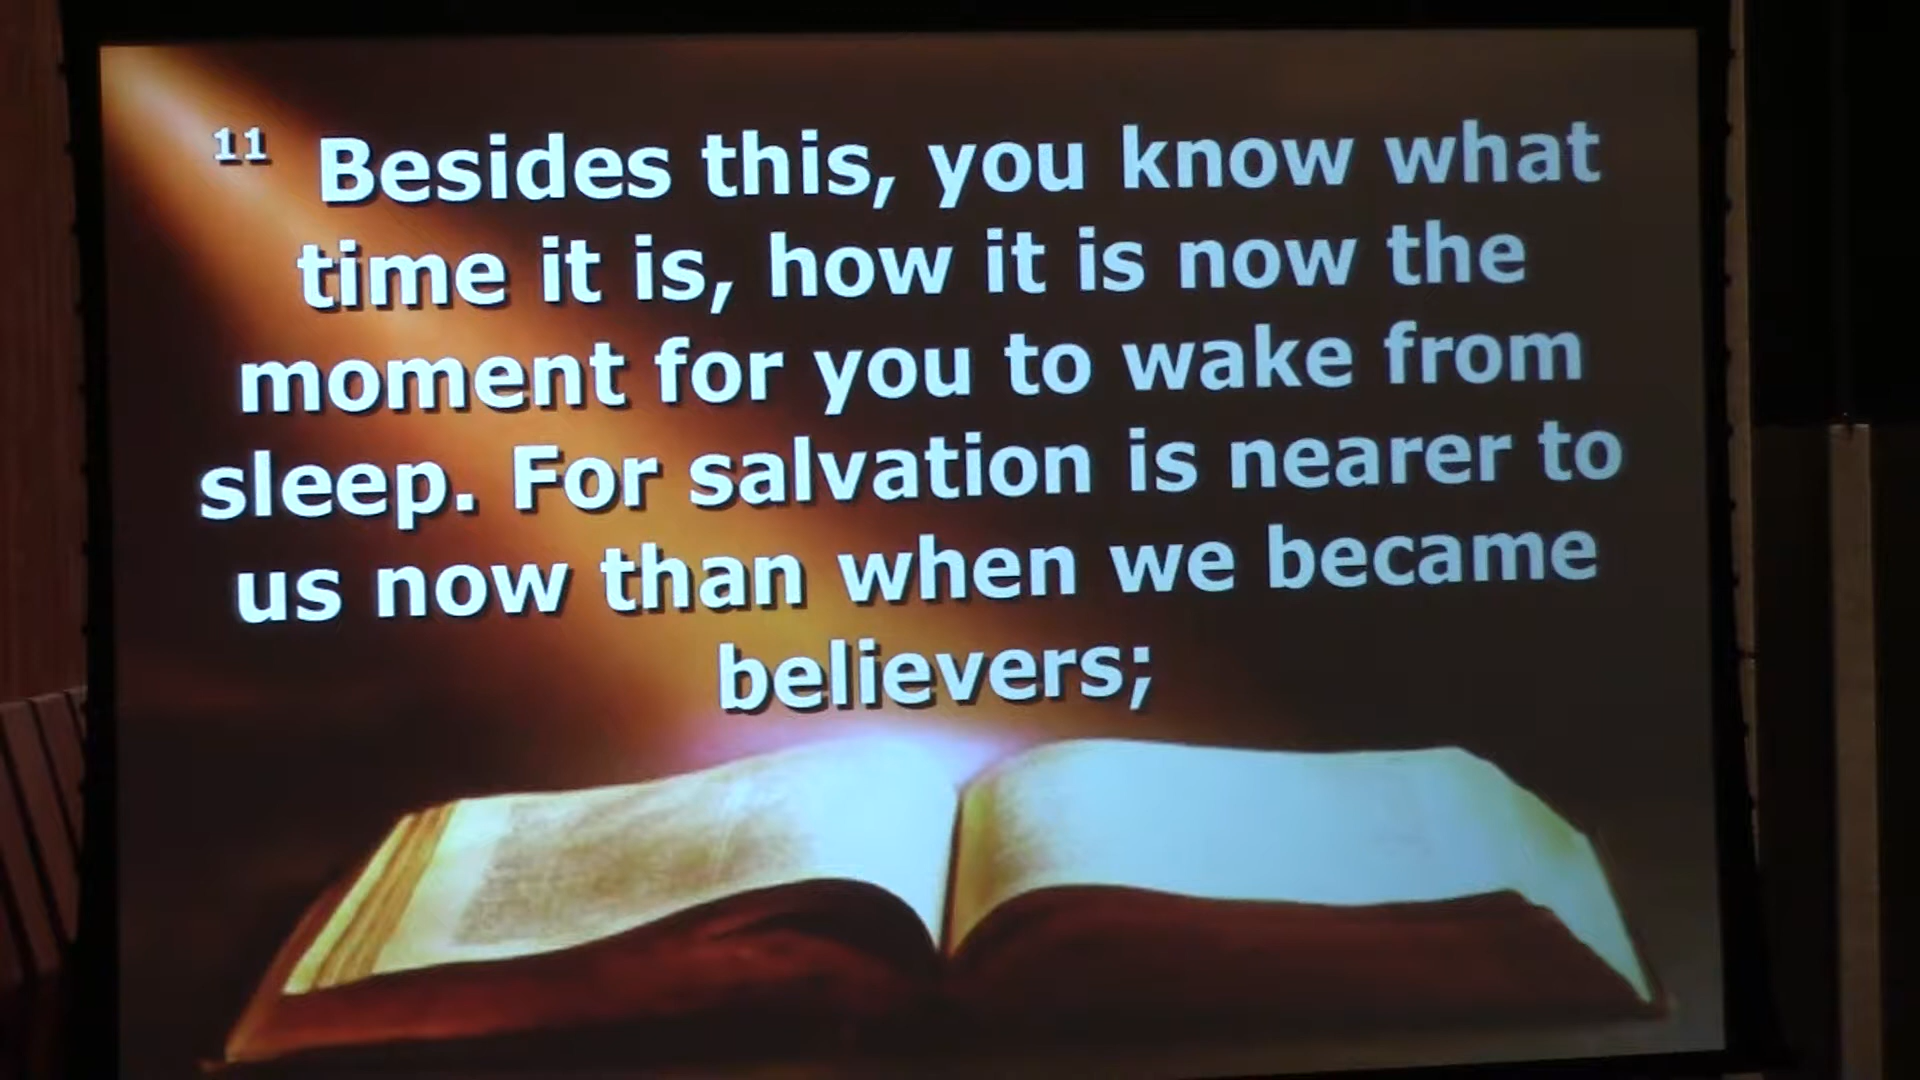 11 Besides this, you know what
time it is, how it is now the
moment for you to wake from
sleep. For salvation is nearer to
us now than when we became
believers;